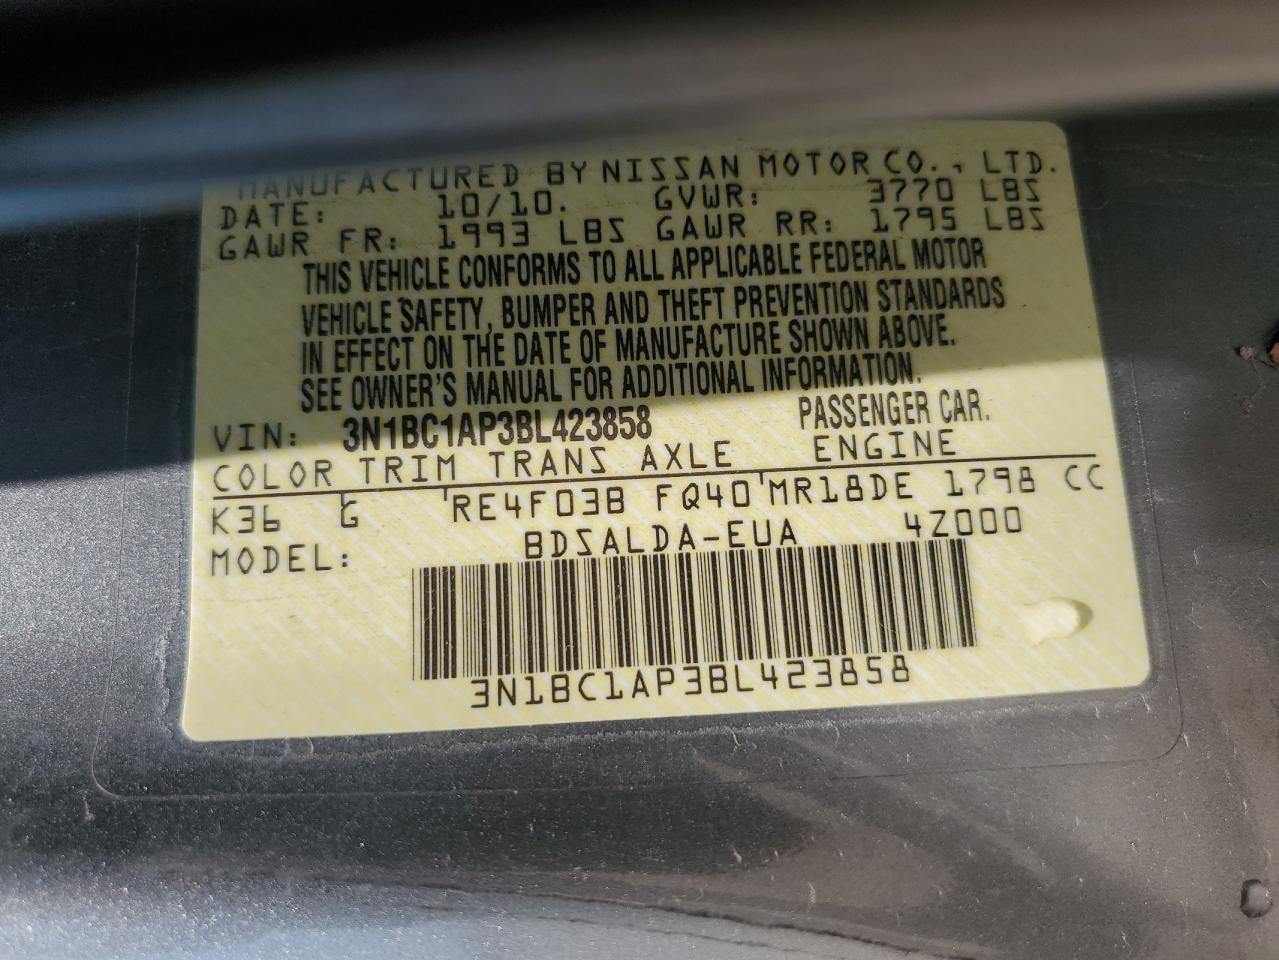 MANUFACTURED BY NISSAN MOTOR CO., LTD.
DATE: 10/10. GVWR: 3770 LBS
GAWR FR: 1993 LBS GAWR RR: 1795 LBS
THIS VEHICLE CONFORMS TO ALL APPLICABLE FEDERAL MOTOR
VEHICLE SAFETY, BUMPER AND THEFT PREVENTION STANDARDS
IN EFFECT ON THE DATE OF MANUFACTURE SHOWN ABOVE.
SEE OWNER'S MANUAL FOR ADDITIONAL INFORMATION.
VIN: 3N1BC1AP3BL423858 PASSENGER CAR.
COLOR TRIM TRANS AXLE ENGINE
K36 G RE4F03B FQ40 MR18DE 1798 CC
MODEL: BDSALDA-EUA 4Z000
3N1BC1AP3BL423858